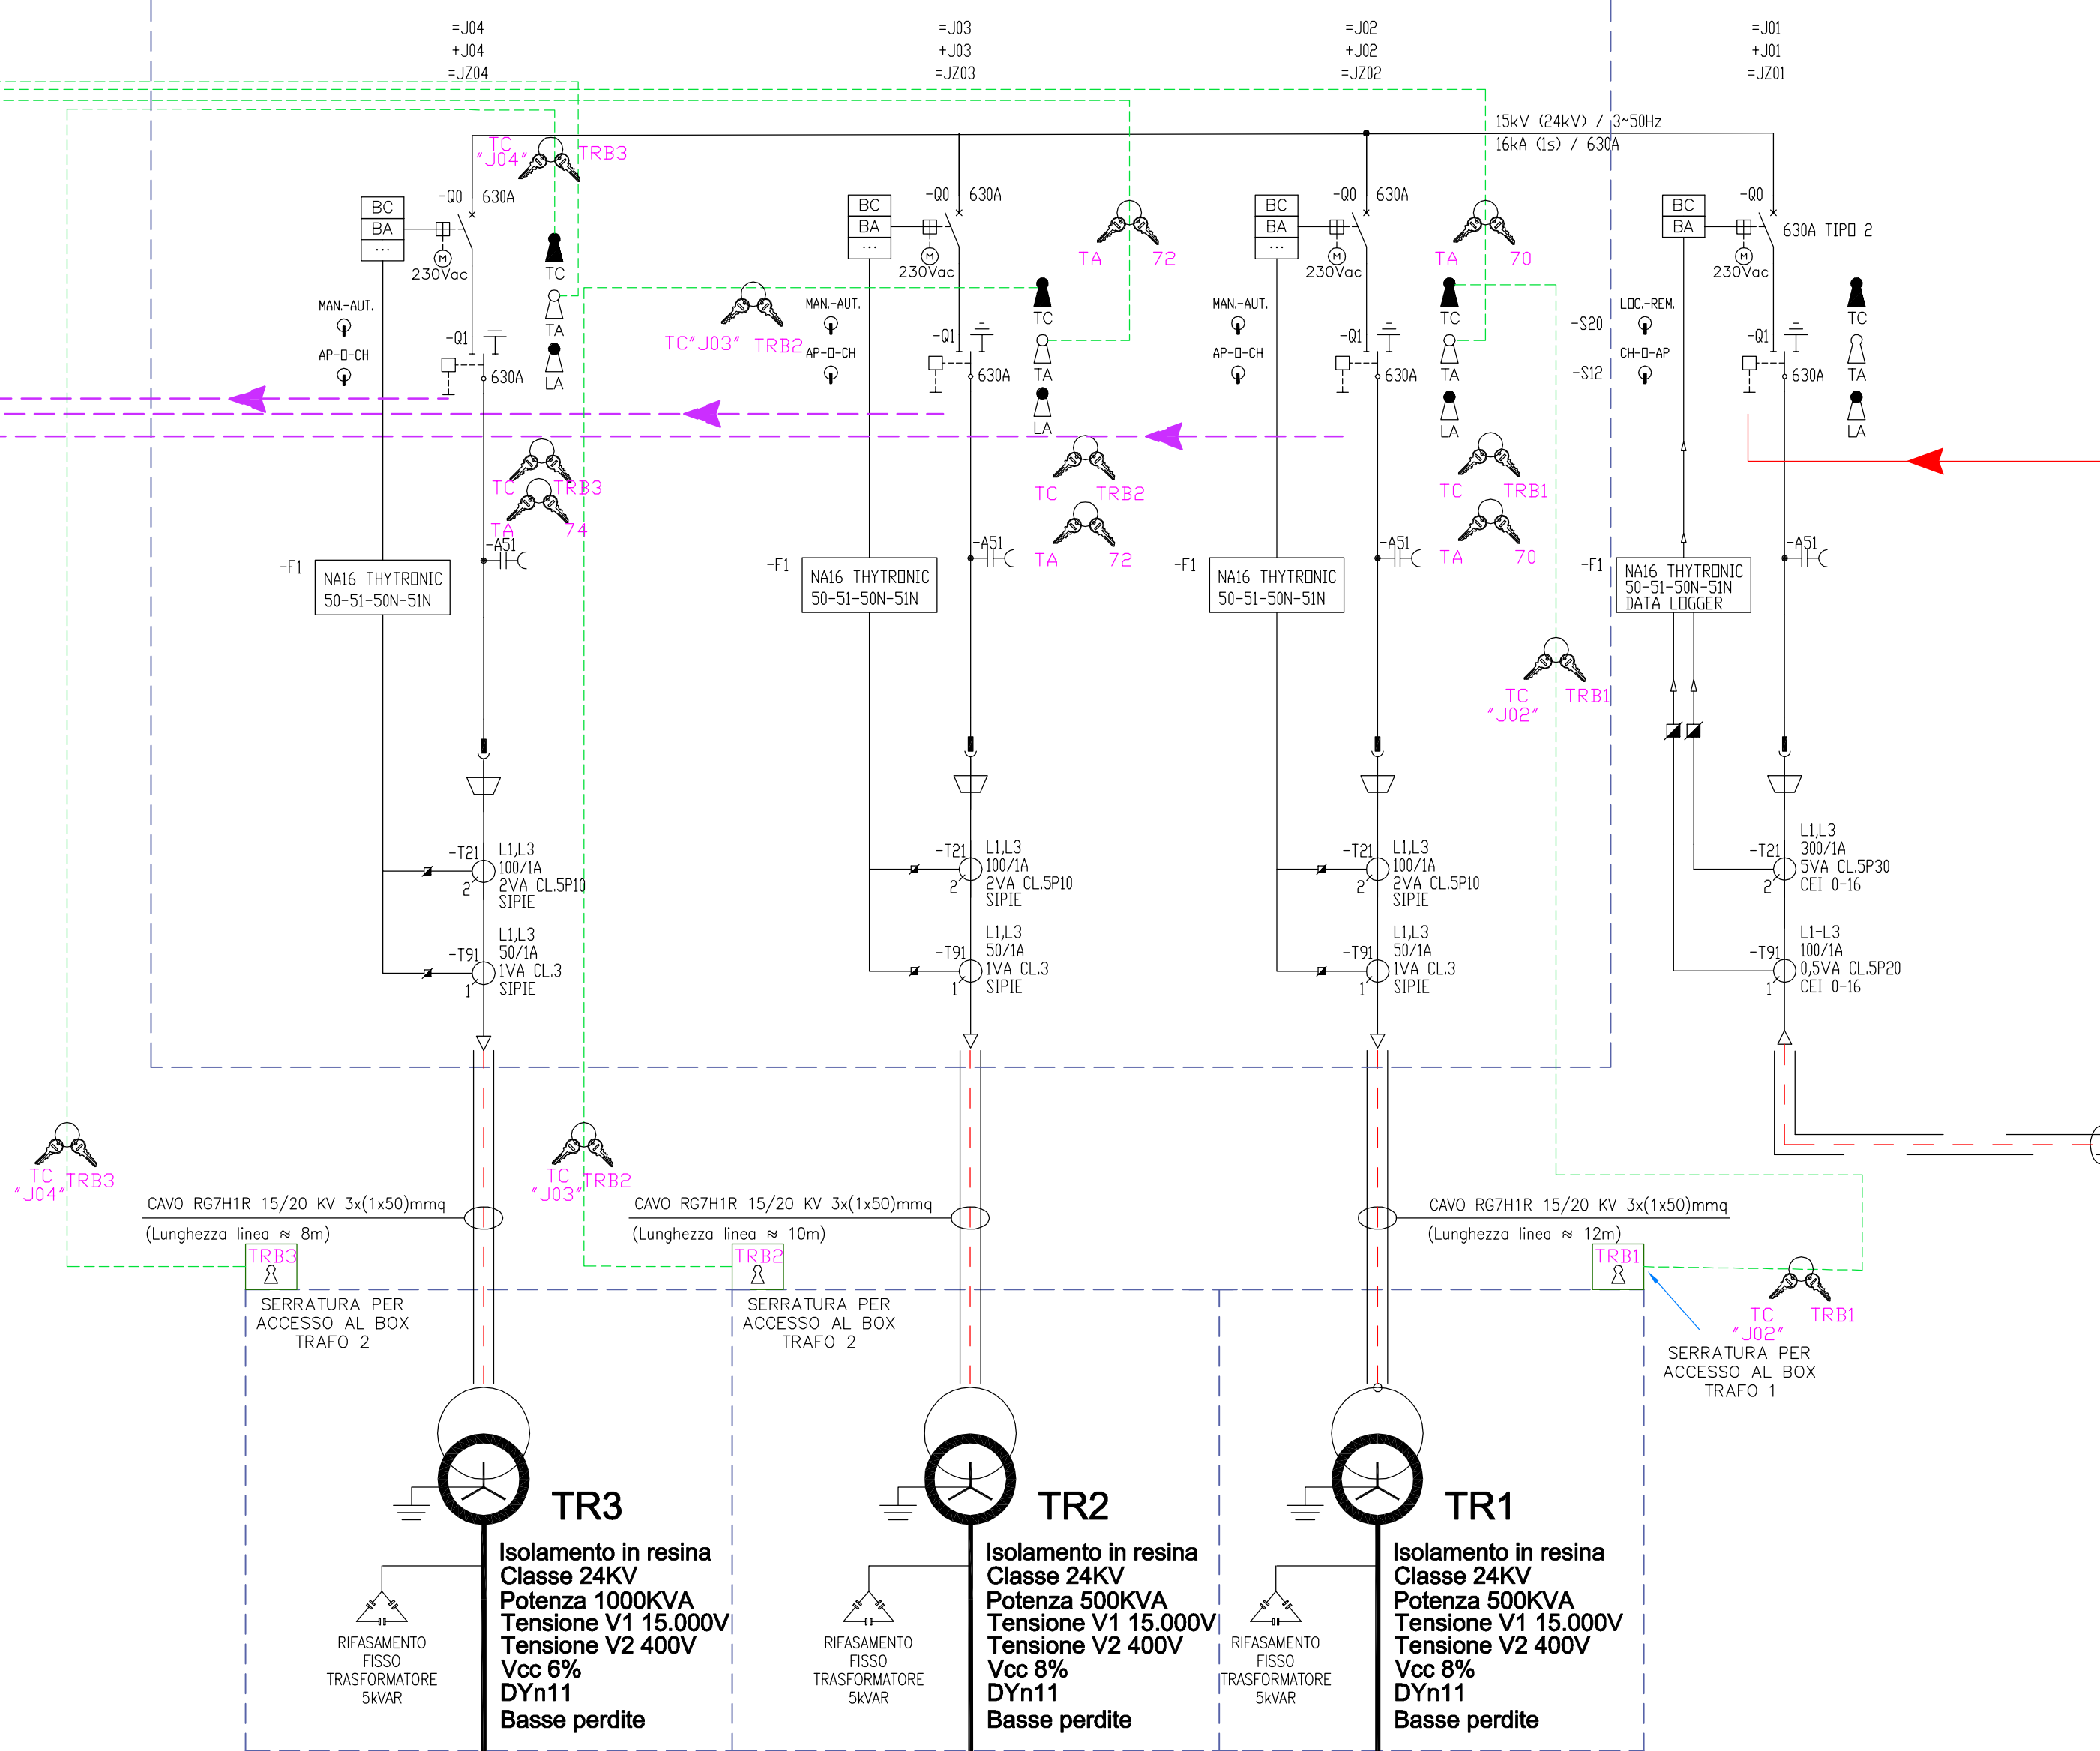 =J04
+J04
=JZ04
=J03
+J03
=JZ03
=J02
+J02
=JZ02
=J01
+J01
=JZ01
15kV (24kV) / 3~50Hz
16kA (1s) / 630A
TC
"J04"
TRB3
BC
BA
...
-Q0
630A
M
230Vac
TC
TA
LA
MAN.-AUT.
AP-0-CH
-Q1
630A
TC
TRB3
TA
74
-A51
-F1
NA16 THYTRONIC
50-51-50N-51N
-T21
2
L1,L3
100/1A
2VA CL.5P10
SIPIE
-T91
1
L1,L3
50/1A
1VA CL.3
SIPIE
BC
BA
...
-Q0
630A
M
230Vac
TA
72
TC"J03"
TRB2
MAN.-AUT.
AP-0-CH
-Q1
630A
TC
TA
LA
TC
TRB2
TA
72
-A51
-F1
NA16 THYTRONIC
50-51-50N-51N
-T21
2
L1,L3
100/1A
2VA CL.5P10
SIPIE
-T91
1
L1,L3
50/1A
1VA CL.3
SIPIE
BC
BA
...
-Q0
630A
M
230Vac
TA
70
MAN.-AUT.
AP-0-CH
-Q1
630A
TC
TA
LA
TC
TRB1
TA
70
-A51
-F1
NA16 THYTRONIC
50-51-50N-51N
TC
"J02"
TRB1
-T21
2
L1,L3
100/1A
2VA CL.5P10
SIPIE
-T91
1
L1,L3
50/1A
1VA CL.3
SIPIE
BC
BA
-Q0
630A TIPO 2
M
230Vac
-S20
LOC.-REM.
-S12
CH-0-AP
-Q1
630A
TC
TA
LA
-A51
-F1
NA16 THYTRONIC
50-51-50N-51N
DATA LOGGER
-T21
2
L1,L3
300/1A
5VA CL.5P30
CEI 0-16
-T91
1
L1-L3
100/1A
0,5VA CL.5P20
CEI 0-16
TC
"J04"
TRB3
CAVO RG7H1R 15/20 KV 3x(1x50)mmq
(Lunghezza linea ≈ 8m)
TRB3
SERRATURA PER
ACCESSO AL BOX
TRAFO 2
TC
"J03"
TRB2
CAVO RG7H1R 15/20 KV 3x(1x50)mmq
(Lunghezza linea ≈ 10m)
TRB2
SERRATURA PER
ACCESSO AL BOX
TRAFO 2
CAVO RG7H1R 15/20 KV 3x(1x50)mmq
(Lunghezza linea ≈ 12m)
TRB1
TC
"J02"
TRB1
SERRATURA PER
ACCESSO AL BOX
TRAFO 1
TR3
Isolamento in resina
Classe 24KV
Potenza 1000KVA
Tensione V1 15.000V
Tensione V2 400V
Vcc 6%
DYn11
Basse perdite
RIFASAMENTO
FISSO
TRASFORMATORE
5kVAR
TR2
Isolamento in resina
Classe 24KV
Potenza 500KVA
Tensione V1 15.000V
Tensione V2 400V
Vcc 8%
DYn11
Basse perdite
RIFASAMENTO
FISSO
TRASFORMATORE
5kVAR
TR1
Isolamento in resina
Classe 24KV
Potenza 500KVA
Tensione V1 15.000V
Tensione V2 400V
Vcc 8%
DYn11
Basse perdite
RIFASAMENTO
FISSO
TRASFORMATORE
5kVAR